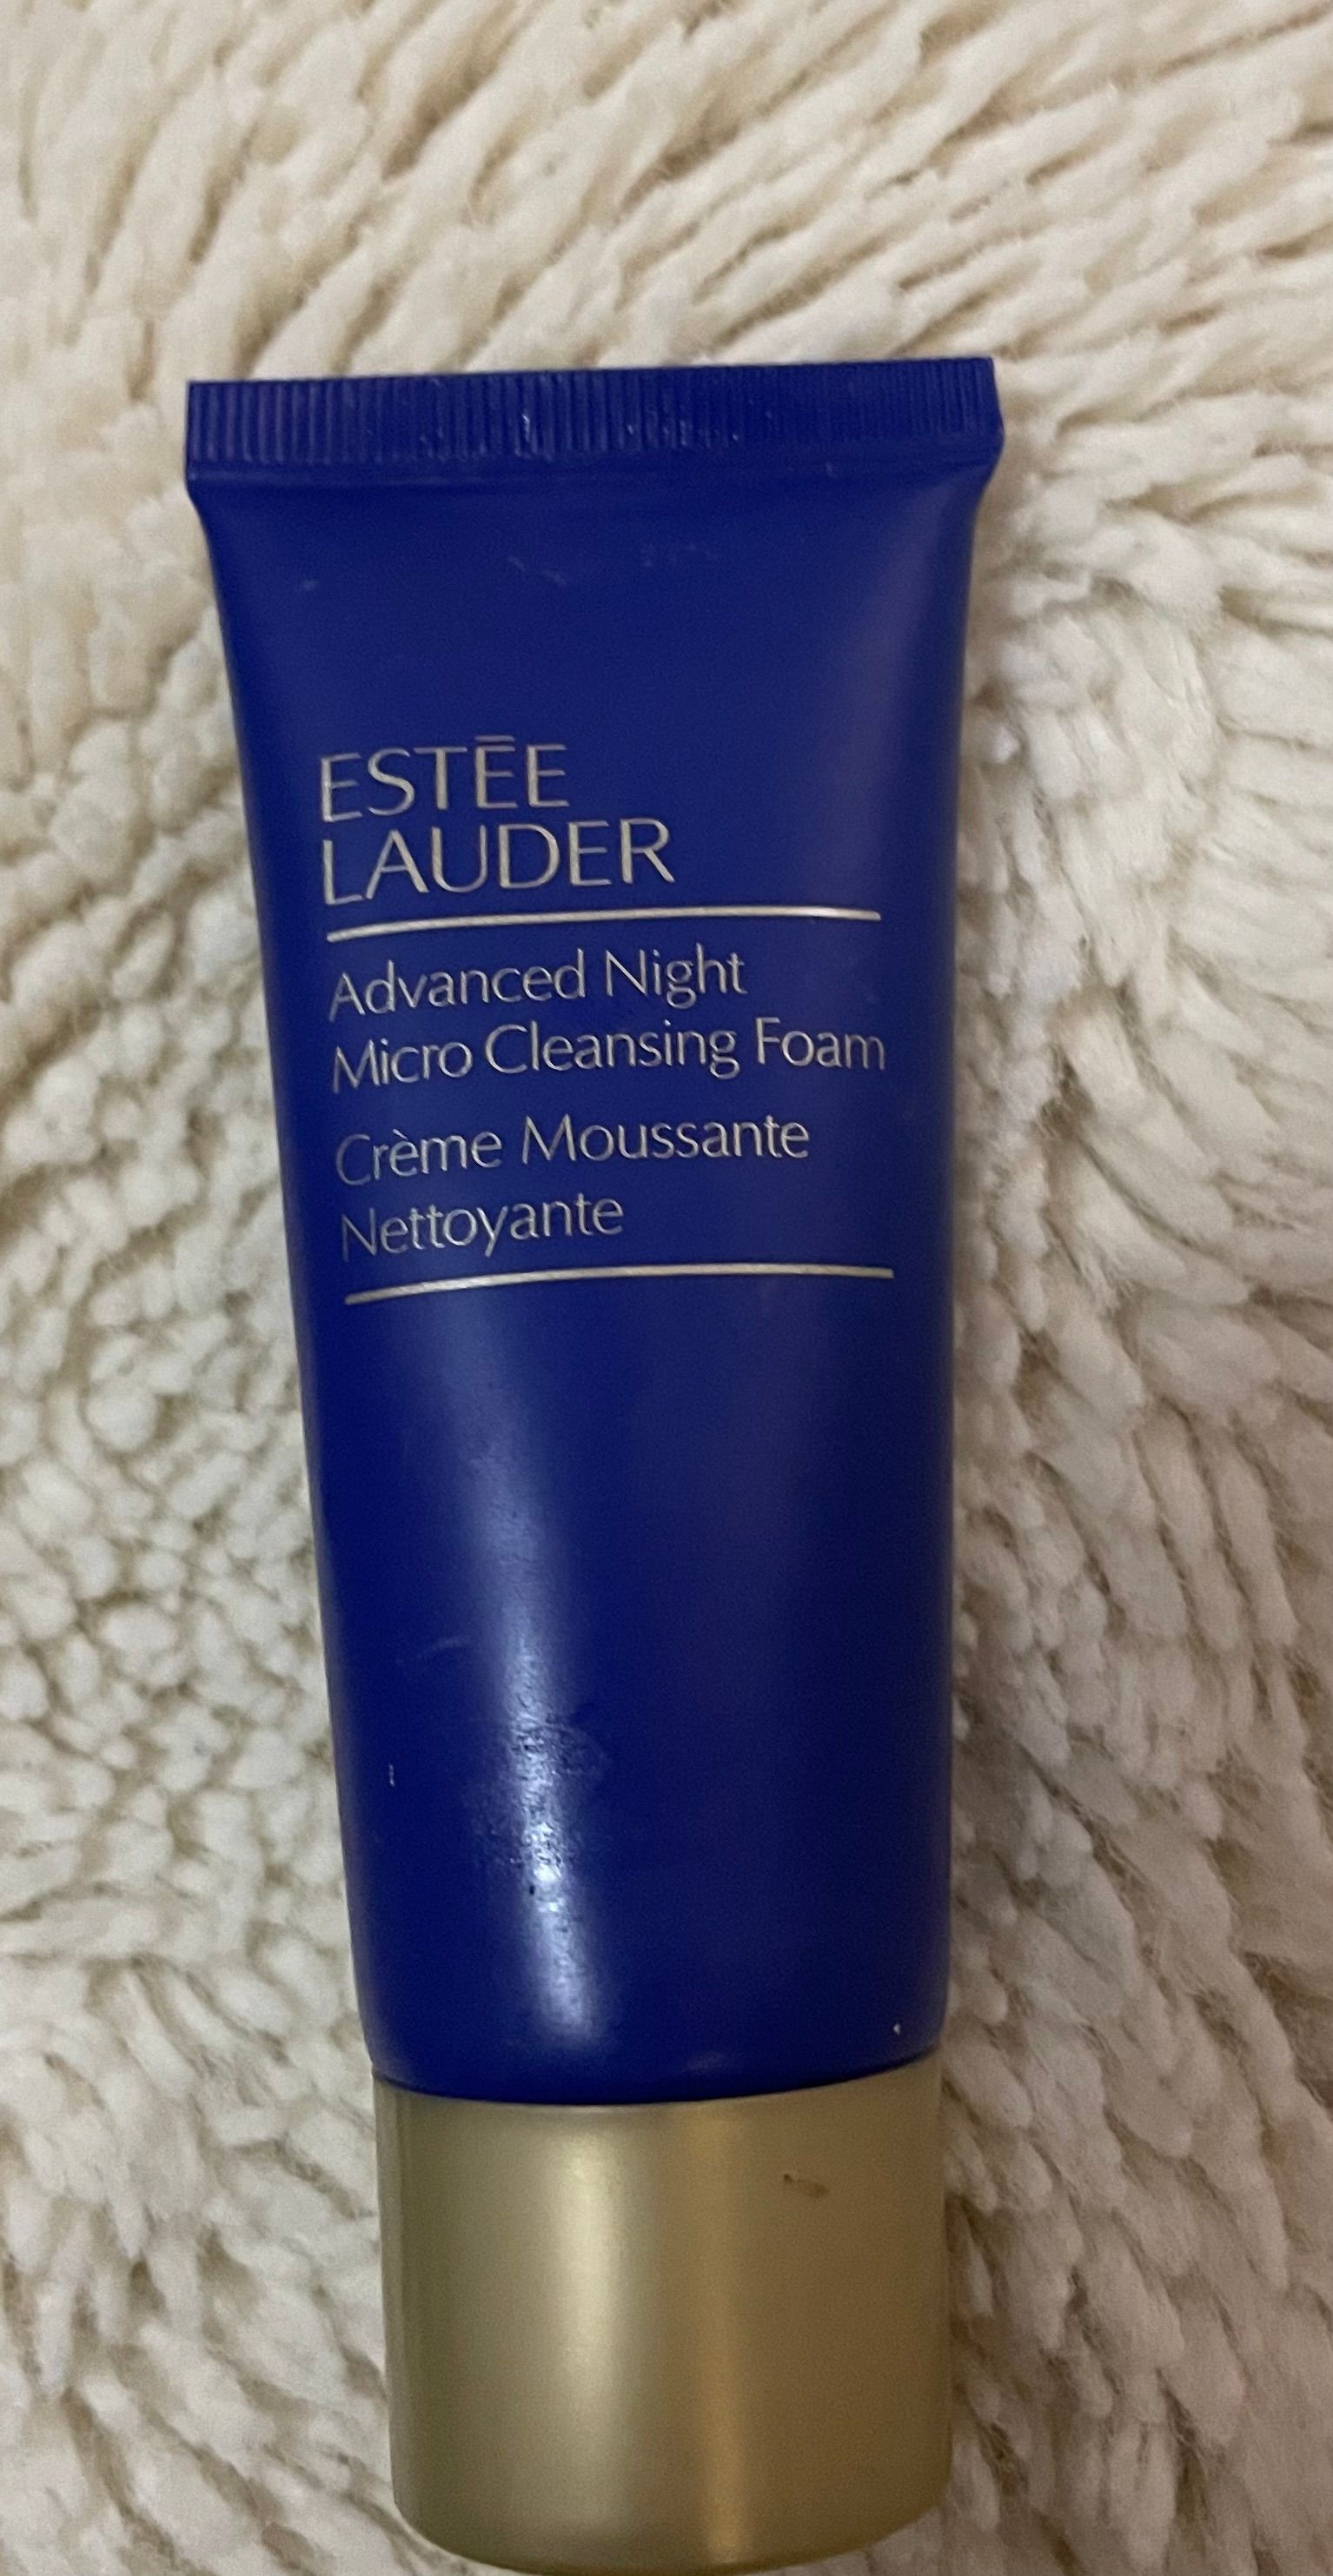 ESTĒE
LAUDER
Advanced Night
Micro Cleansing Foam
Crème Moussante
Nettoyante